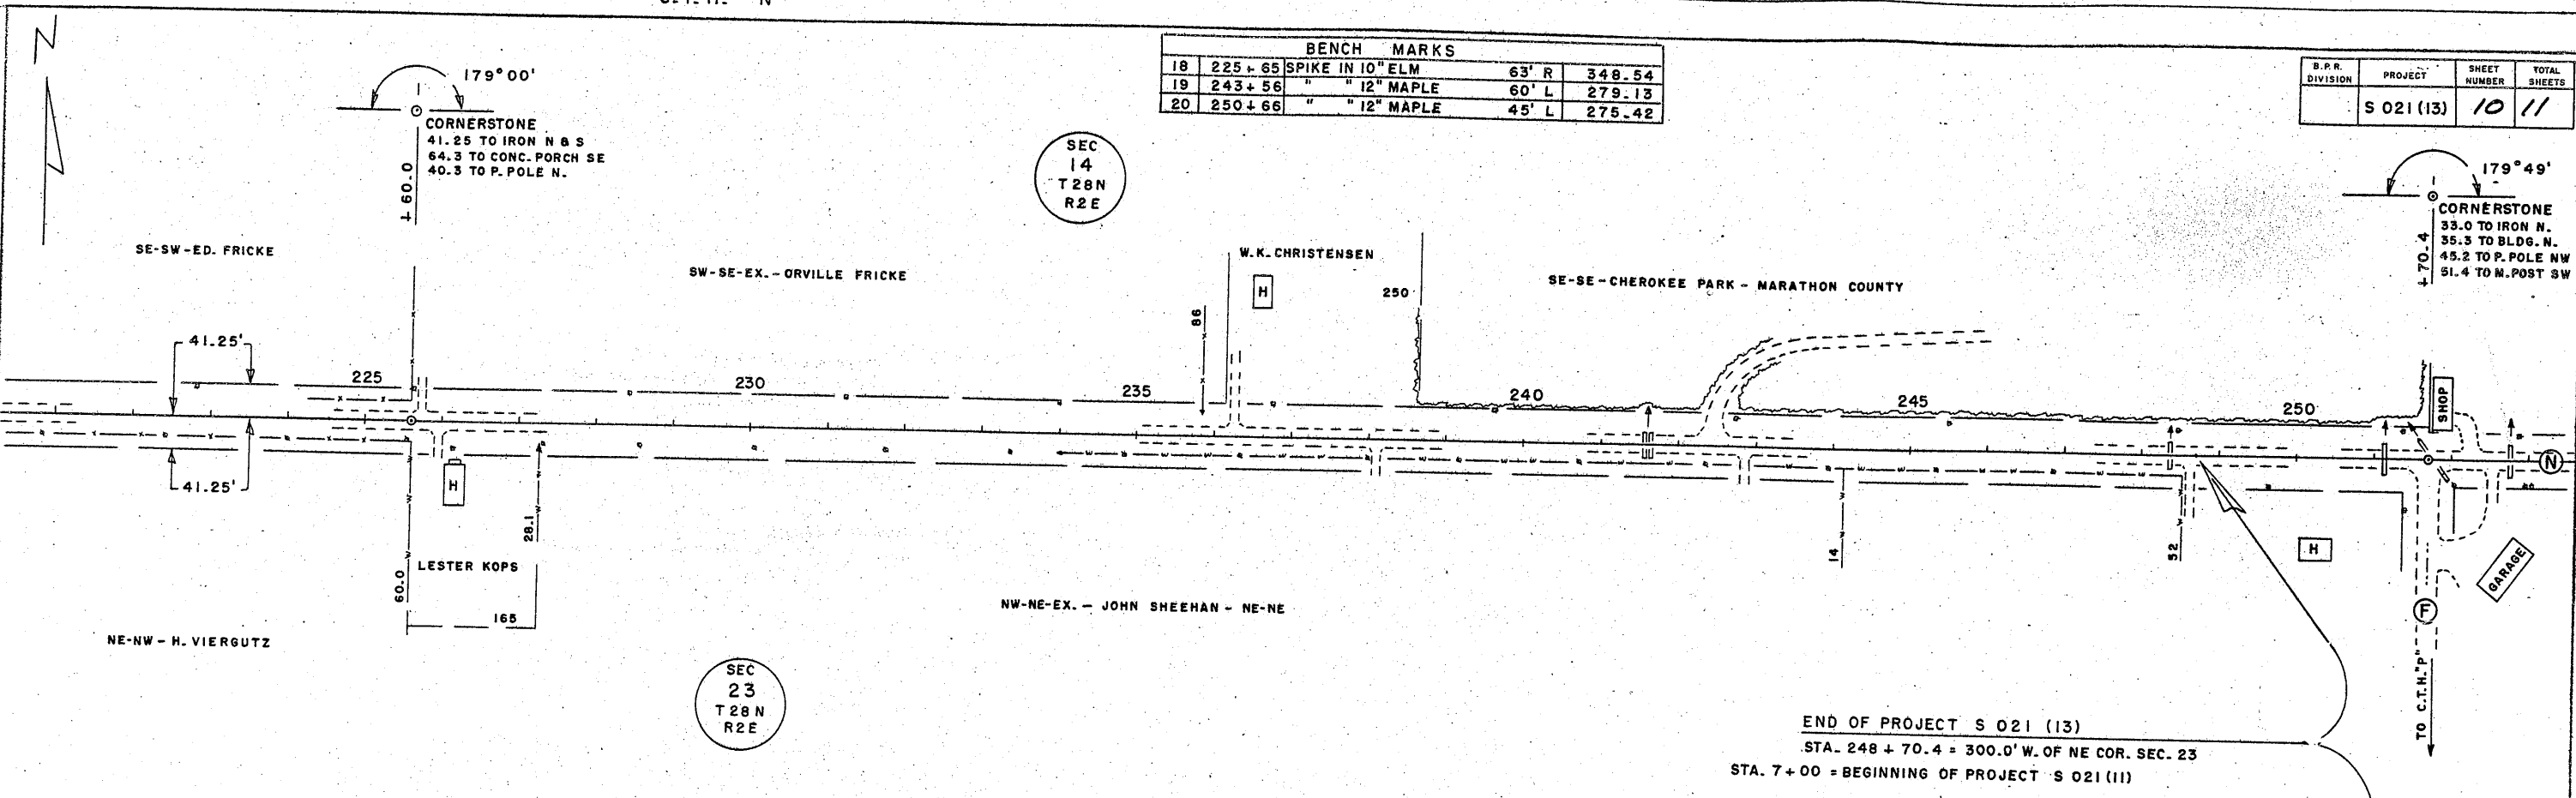 N
BENCH MARKS
18 225+65 SPIKE IN 10" ELM 63' R 348.54
19 243+56 " " 12" MAPLE 60' L 279.13
20 250+66 " " 12" MAPLE 45' L 275.42
B.P.R. DIVISION PROJECT SHEET NUMBER TOTAL SHEETS
S 021 (13) 10 11
179°00'
CORNERSTONE
41.25 TO IRON N & S
64.3 TO CONC. PORCH SE
40.3 TO P. POLE N.
+60.0
SEC
14
T 28N
R2E
179°49'
CORNERSTONE
33.0 TO IRON N.
35.3 TO BLDG. N.
45.2 TO P. POLE NW
51.4 TO M. POST SW
+70.4
SE-SW-ED. FRICKE
SW-SE-EX.-ORVILLE FRICKE
W.K. CHRISTENSEN
H
250
SE-SE-CHEROKEE PARK - MARATHON COUNTY
86
41.25'
225
230
235
240
245
250
SHOP
N
41.25'
H
28.1
60.0
LESTER KOPS
165
14
52
H
GARAGE
F
NW-NE-EX. - JOHN SHEEHAN - NE-NE
NE-NW-H. VIERGUTZ
SEC
23
T 28 N
R2E
TO C.T.H. "P"
END OF PROJECT S 021 (13)
STA. 248 + 70.4 = 300.0' W. OF NE COR. SEC. 23
STA. 7+00 = BEGINNING OF PROJECT S 021 (11)